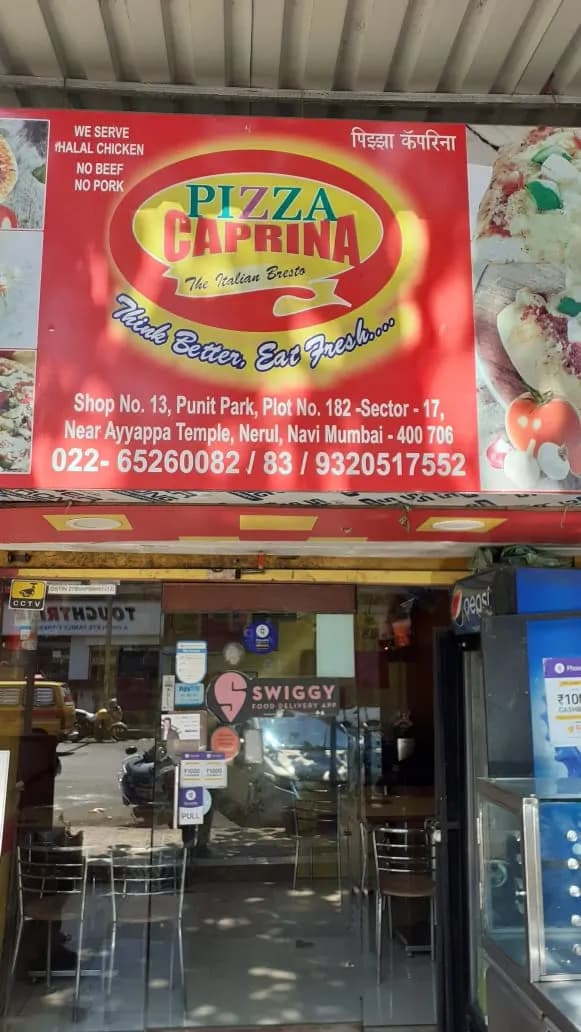 WE SERVE
HALAL CHICKEN
NO BEEF
NO PORK
पिझ्झा कॅपरिना
PIZZA
CAPRINA
The Italian Bresto
Think Better, Eat Fresh....
Shop No. 13, Punit Park, Plot No. 182 -Sector - 17,
Near Ayyappa Temple, Nerul, Navi Mumbai - 400 706
022- 65260082 / 83 / 9320517552
CCTV
pepsi
SWIGGY
FOOD DELIVERY APP
₹1000 ₹1000
PULL